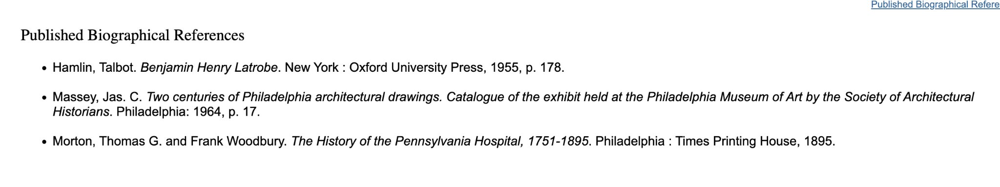 Published Biographical Refere
Published Biographical References
• Hamlin, Talbot. Benjamin Henry Latrobe. New York : Oxford University Press, 1955, p. 178.
• Massey, Jas. C. Two centuries of Philadelphia architectural drawings. Catalogue of the exhibit held at the Philadelphia Museum of Art by the Society of Architectural
Historians. Philadelphia: 1964, p. 17.
• Morton, Thomas G. and Frank Woodbury. The History of the Pennsylvania Hospital, 1751-1895. Philadelphia : Times Printing House, 1895.